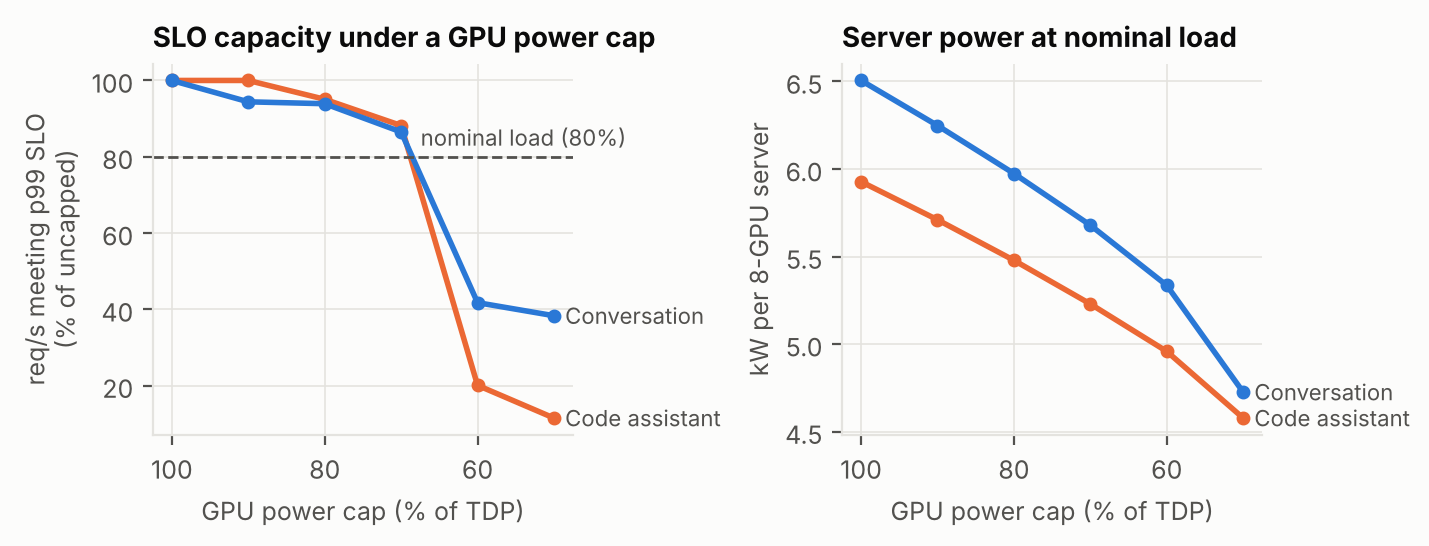 SLO capacity under a GPU power cap
req/s meeting p99 SLO
(% of uncapped)
100
80
60
40
20
nominal load (80%)
Conversation
Code assistant
100
80
60
GPU power cap (% of TDP)
Server power at nominal load
kW per 8-GPU server
6.5
6.0
5.5
5.0
4.5
Conversation
Code assistant
100
80
60
GPU power cap (% of TDP)